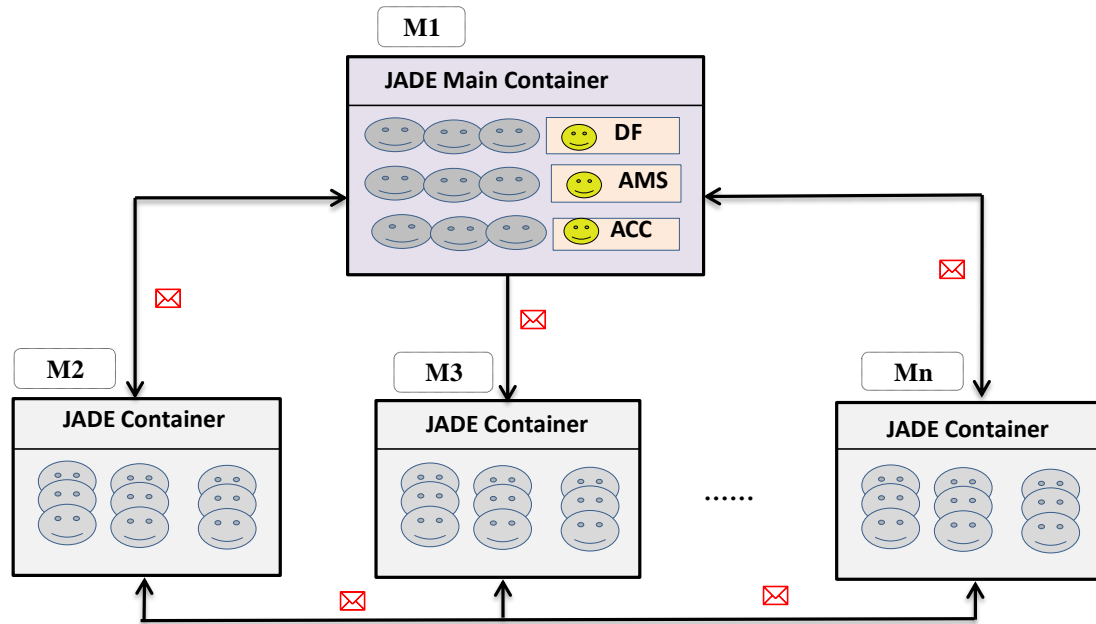 M1
JADE Main Container
DF
AMS
ACC
M2
M3
Mn
JADE Container
JADE Container
JADE Container
......